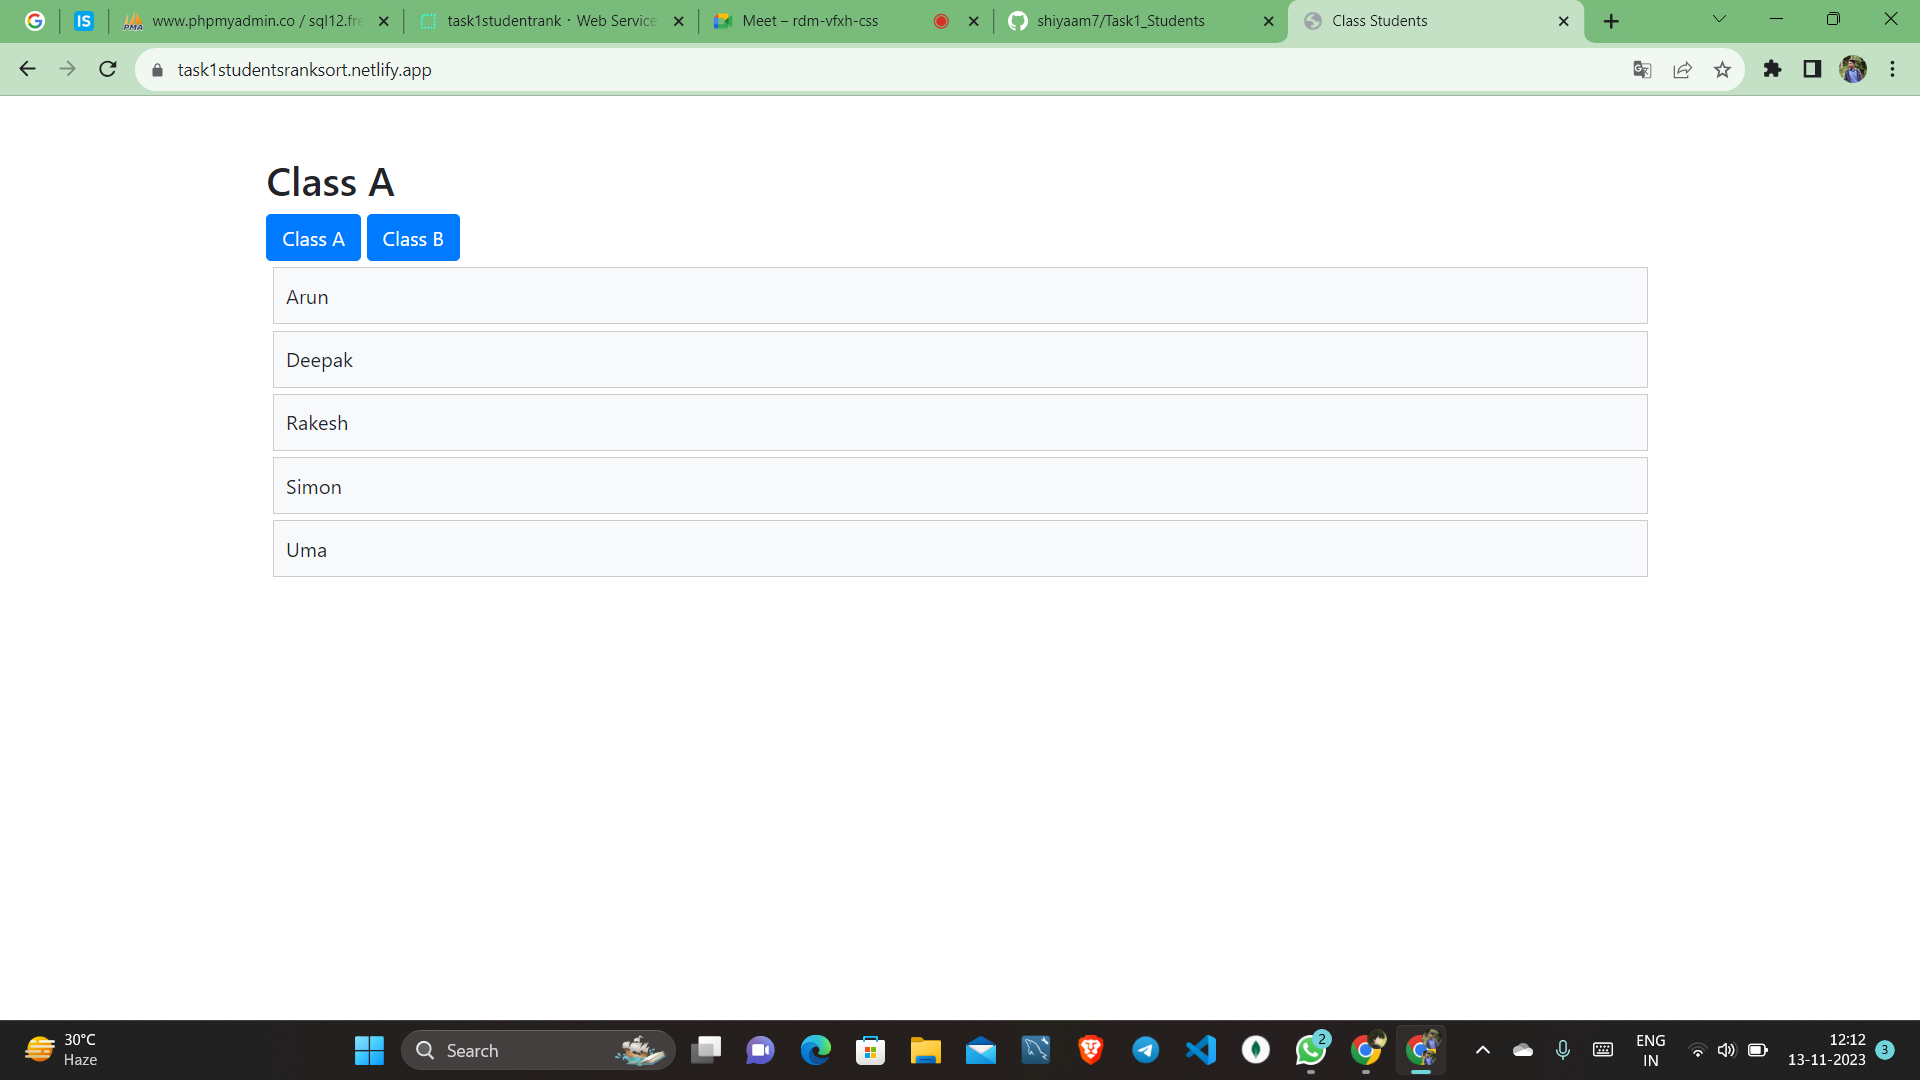 IS
www.phpmyadmin.co / sql12.fre
task1studentrank · Web Service
Meet – rdm-vfxh-css
shiyaam7/Task1_Students
Class Students
task1studentsranksort.netlify.app
Class A
Class A
Class B
Arun
Deepak
Rakesh
Simon
Uma
30°C
Haze
Search
2
ENG
IN
12:12
13-11-2023
3